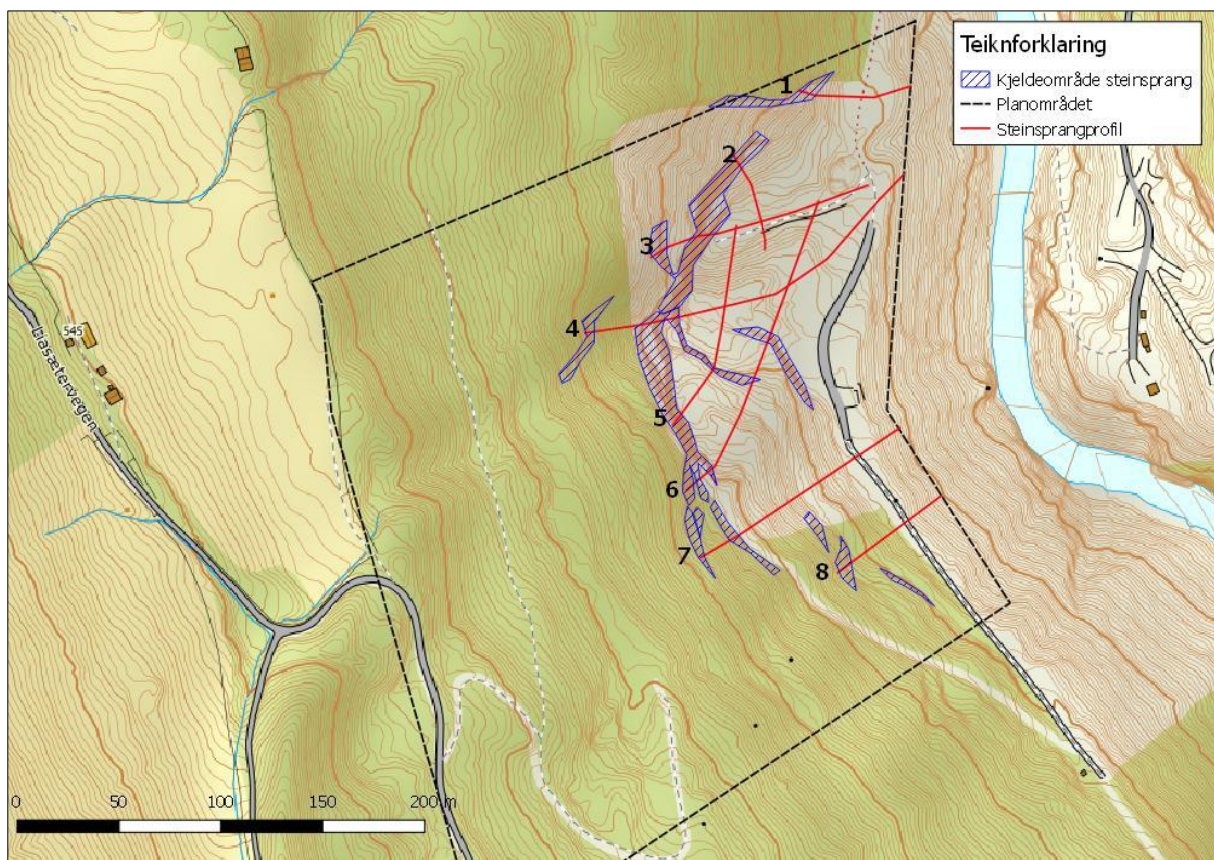 Teiknforklaring
Kjeldeområde steinsprang
Planområdet
Steinsprangprofil
1
2
3
4
545
Liasætervegen
5
6
7
8
0 50 100 150 200 m